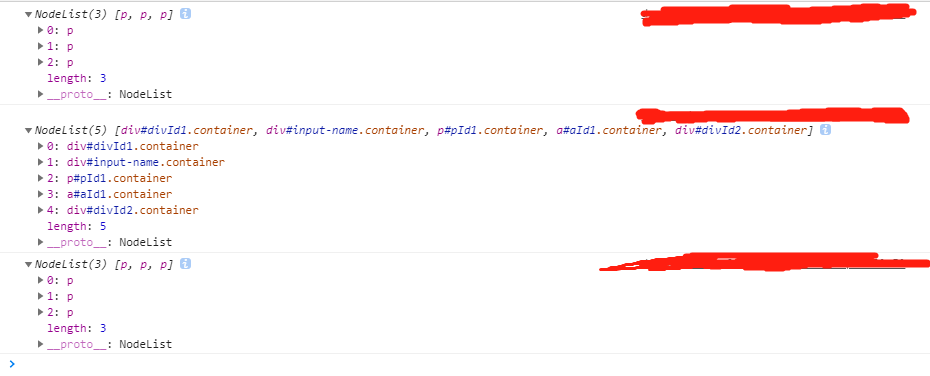 NodeList(3) [p, p, p]
0: p
1: p
2: p
length: 3
__proto__: NodeList
NodeList(5) [div#divId1.container, div#input-name.container, p#pId1.container, a#aId1.container, div#divId2.container]
0: div#divId1.container
1: div#input-name.container
2: p#pId1.container
3: a#aId1.container
4: div#divId2.container
length: 5
__proto__: NodeList
NodeList(3) [p, p, p]
0: p
1: p
2: p
length: 3
__proto__: NodeList